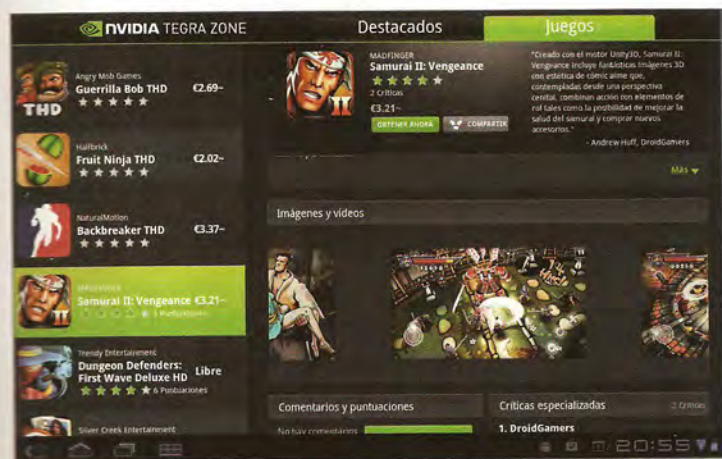 NVIDIA TEGRA ZONE
Destacados
Juegos
Angry Mob Games
Guerrilla Bob THD
€2.69~
THD
Halfbrick
Fruit Ninja THD
€2.02~
NaturalMotion
Backbreaker THD
€3.37~
MADFINGER
Samurai II: Vengeance €3.21~
3 Puntuaciones
II
Trendy Entertainment
Dungeon Defenders:
First Wave Deluxe HD
Libre
6 Puntuaciones
Silver Creek Entertainment
MADFINGER
Samurai II: Vengeance
2 Críticas
€3.21~
OBTENER AHORA
COMPARTIR
II
"Creado con el motor Unity3D, Samurai II:
Vengeance incluye fantásticas imágenes 3D
con estética de cómic aime que,
contempladas desde una perspectiva
cenital, combinan acción con elementos de
rol tales como la posibilidad de mejorar la
salud del samurai y comprar nuevos
accesorios."
- Andrew Huff, DroidGamers
Más
Imágenes y vídeos
Comentarios y puntuaciones
No hay comentarios
Críticas especializadas
2 Críticas
1. DroidGamers
20:55